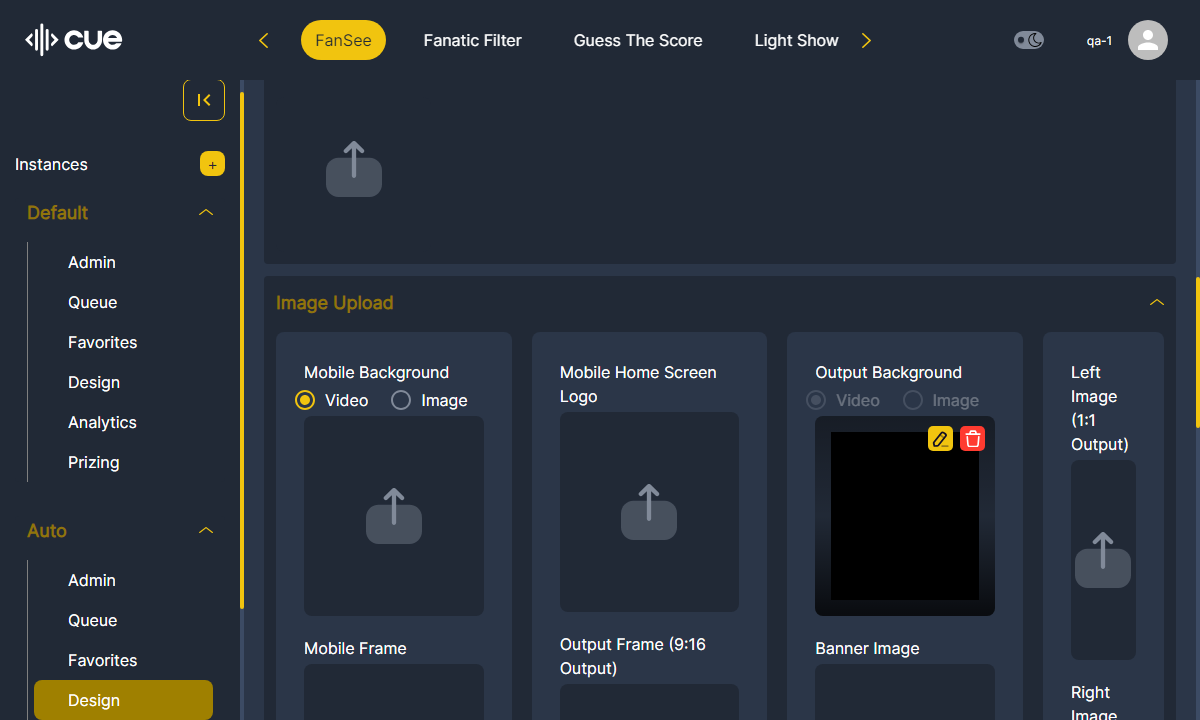 cue
FanSee
Fanatic Filter
Guess The Score
Light Show
qa-1
Instances
+
Default
Admin
Queue
Favorites
Design
Analytics
Prizing
Auto
Admin
Queue
Favorites
Design
Image Upload
Mobile Background
Video
Image
Mobile Frame
Mobile Home Screen
Logo
Output Frame (9:16
Output)
Output Background
Video
Image
Banner Image
Left
Image
(1:1
Output)
Right
Image